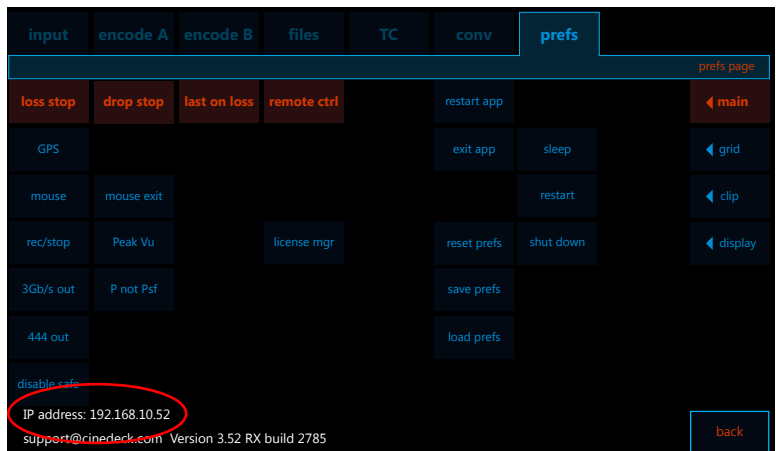 input encode A encode B files TC conv prefs
prefs page
loss stop drop stop last on loss remote ctrl restart app main
GPS exit app sleep grid
mouse mouse exit restart clip
rec/stop Peak Vu license mgr reset prefs shut down display
3Gb/s out P not Psf save prefs
444 out load prefs
disable safe
IP address: 192.168.10.52
support@cinedeck.com Version 3.52 RX build 2785
back